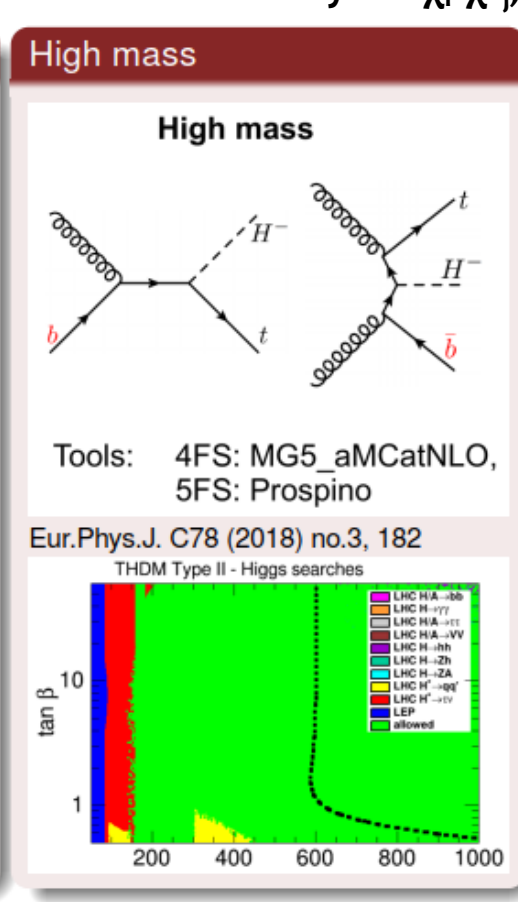 High mass
High mass
H⁻
b
t
t
H⁻
b̄
Tools: 4FS: MG5_aMCatNLO,
5FS: Prospino
Eur.Phys.J. C78 (2018) no.3, 182
THDM Type II - Higgs searches
LHC H/A→bb
LHC H→γγ
LHC H/A→ττ
LHC H/A→VV
LHC H→hh
LHC H→Zh
LHC H→ZA
LHC H⁺→qq'
LHC H⁺→τν
LEP
allowed
tan β
10
1
200 400 600 800 1000